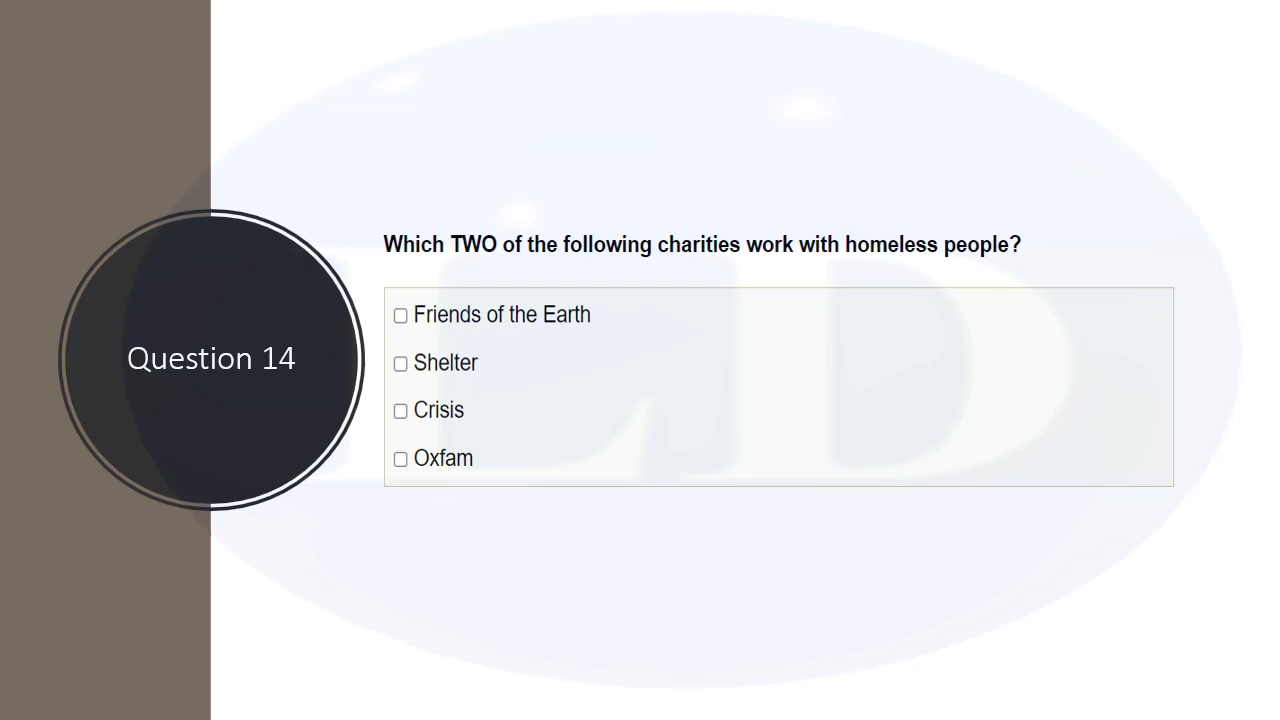 Which TWO of the following charities work with homeless people?
Friends of the Earth
Shelter
Question 14
Crisis
Oxfam
LD